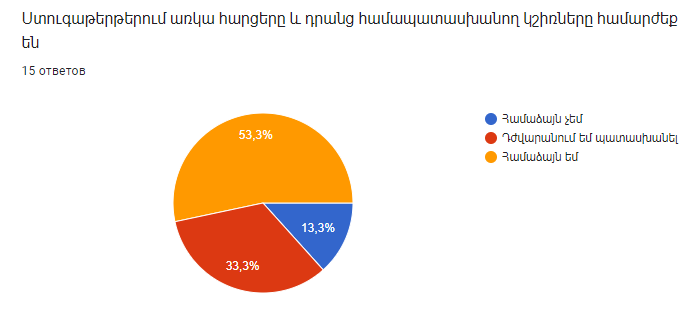 Ստուգաթերթերում առկա հարցերը և դրանց համապատասխանող կշիռները համարժեք
են
15 ответов
Համաձայն չեմ
Դժվարանում եմ պատասխանել
Համաձայն եմ
53,3%
13,3%
33,3%